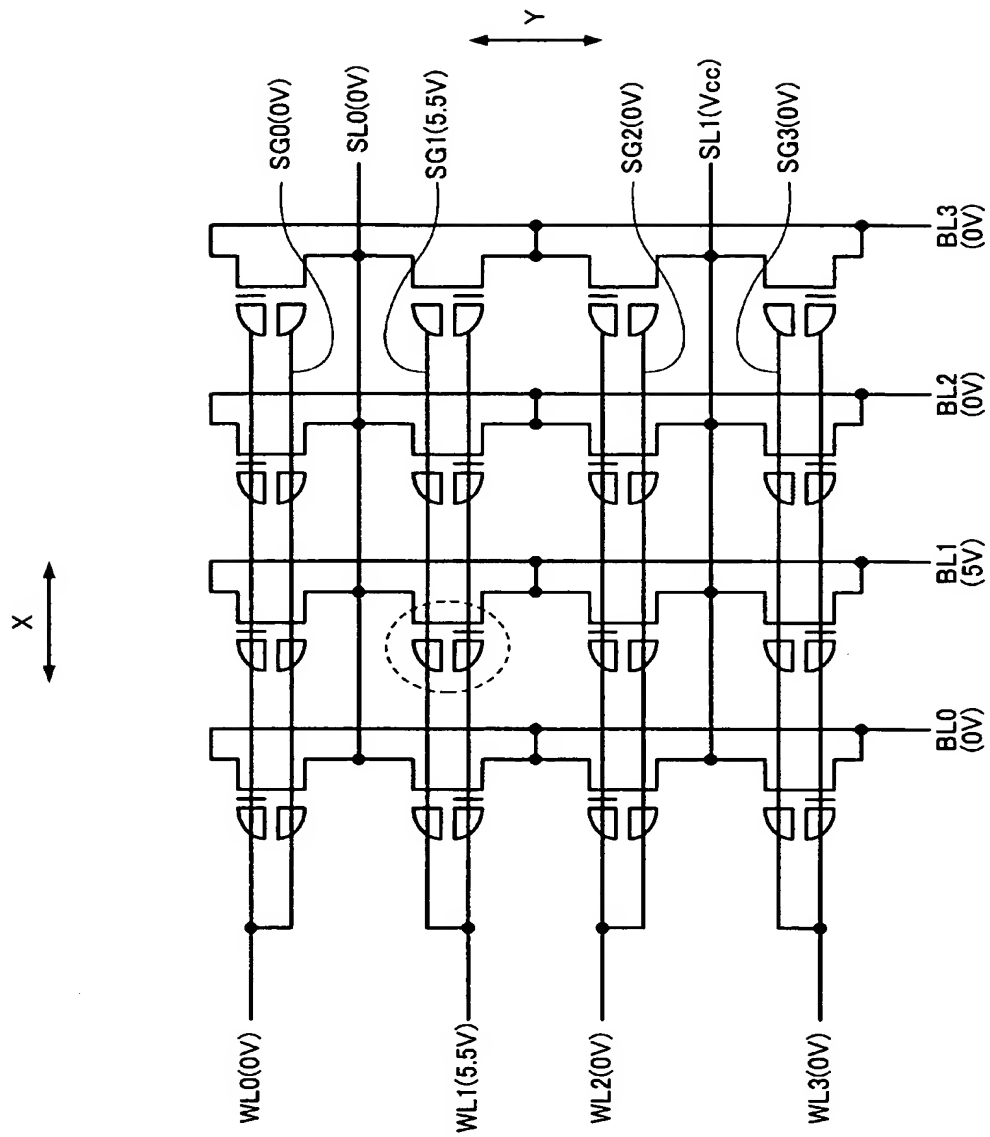 X
Y
SG0(0V)
SL0(0V)
SG1(5.5V)
SG2(0V)
SL1(Vcc)
SG3(0V)
WL0(0V)
WL1(5.5V)
WL2(0V)
WL3(0V)
BL0
(0V)
BL1
(5V)
BL2
(0V)
BL3
(0V)